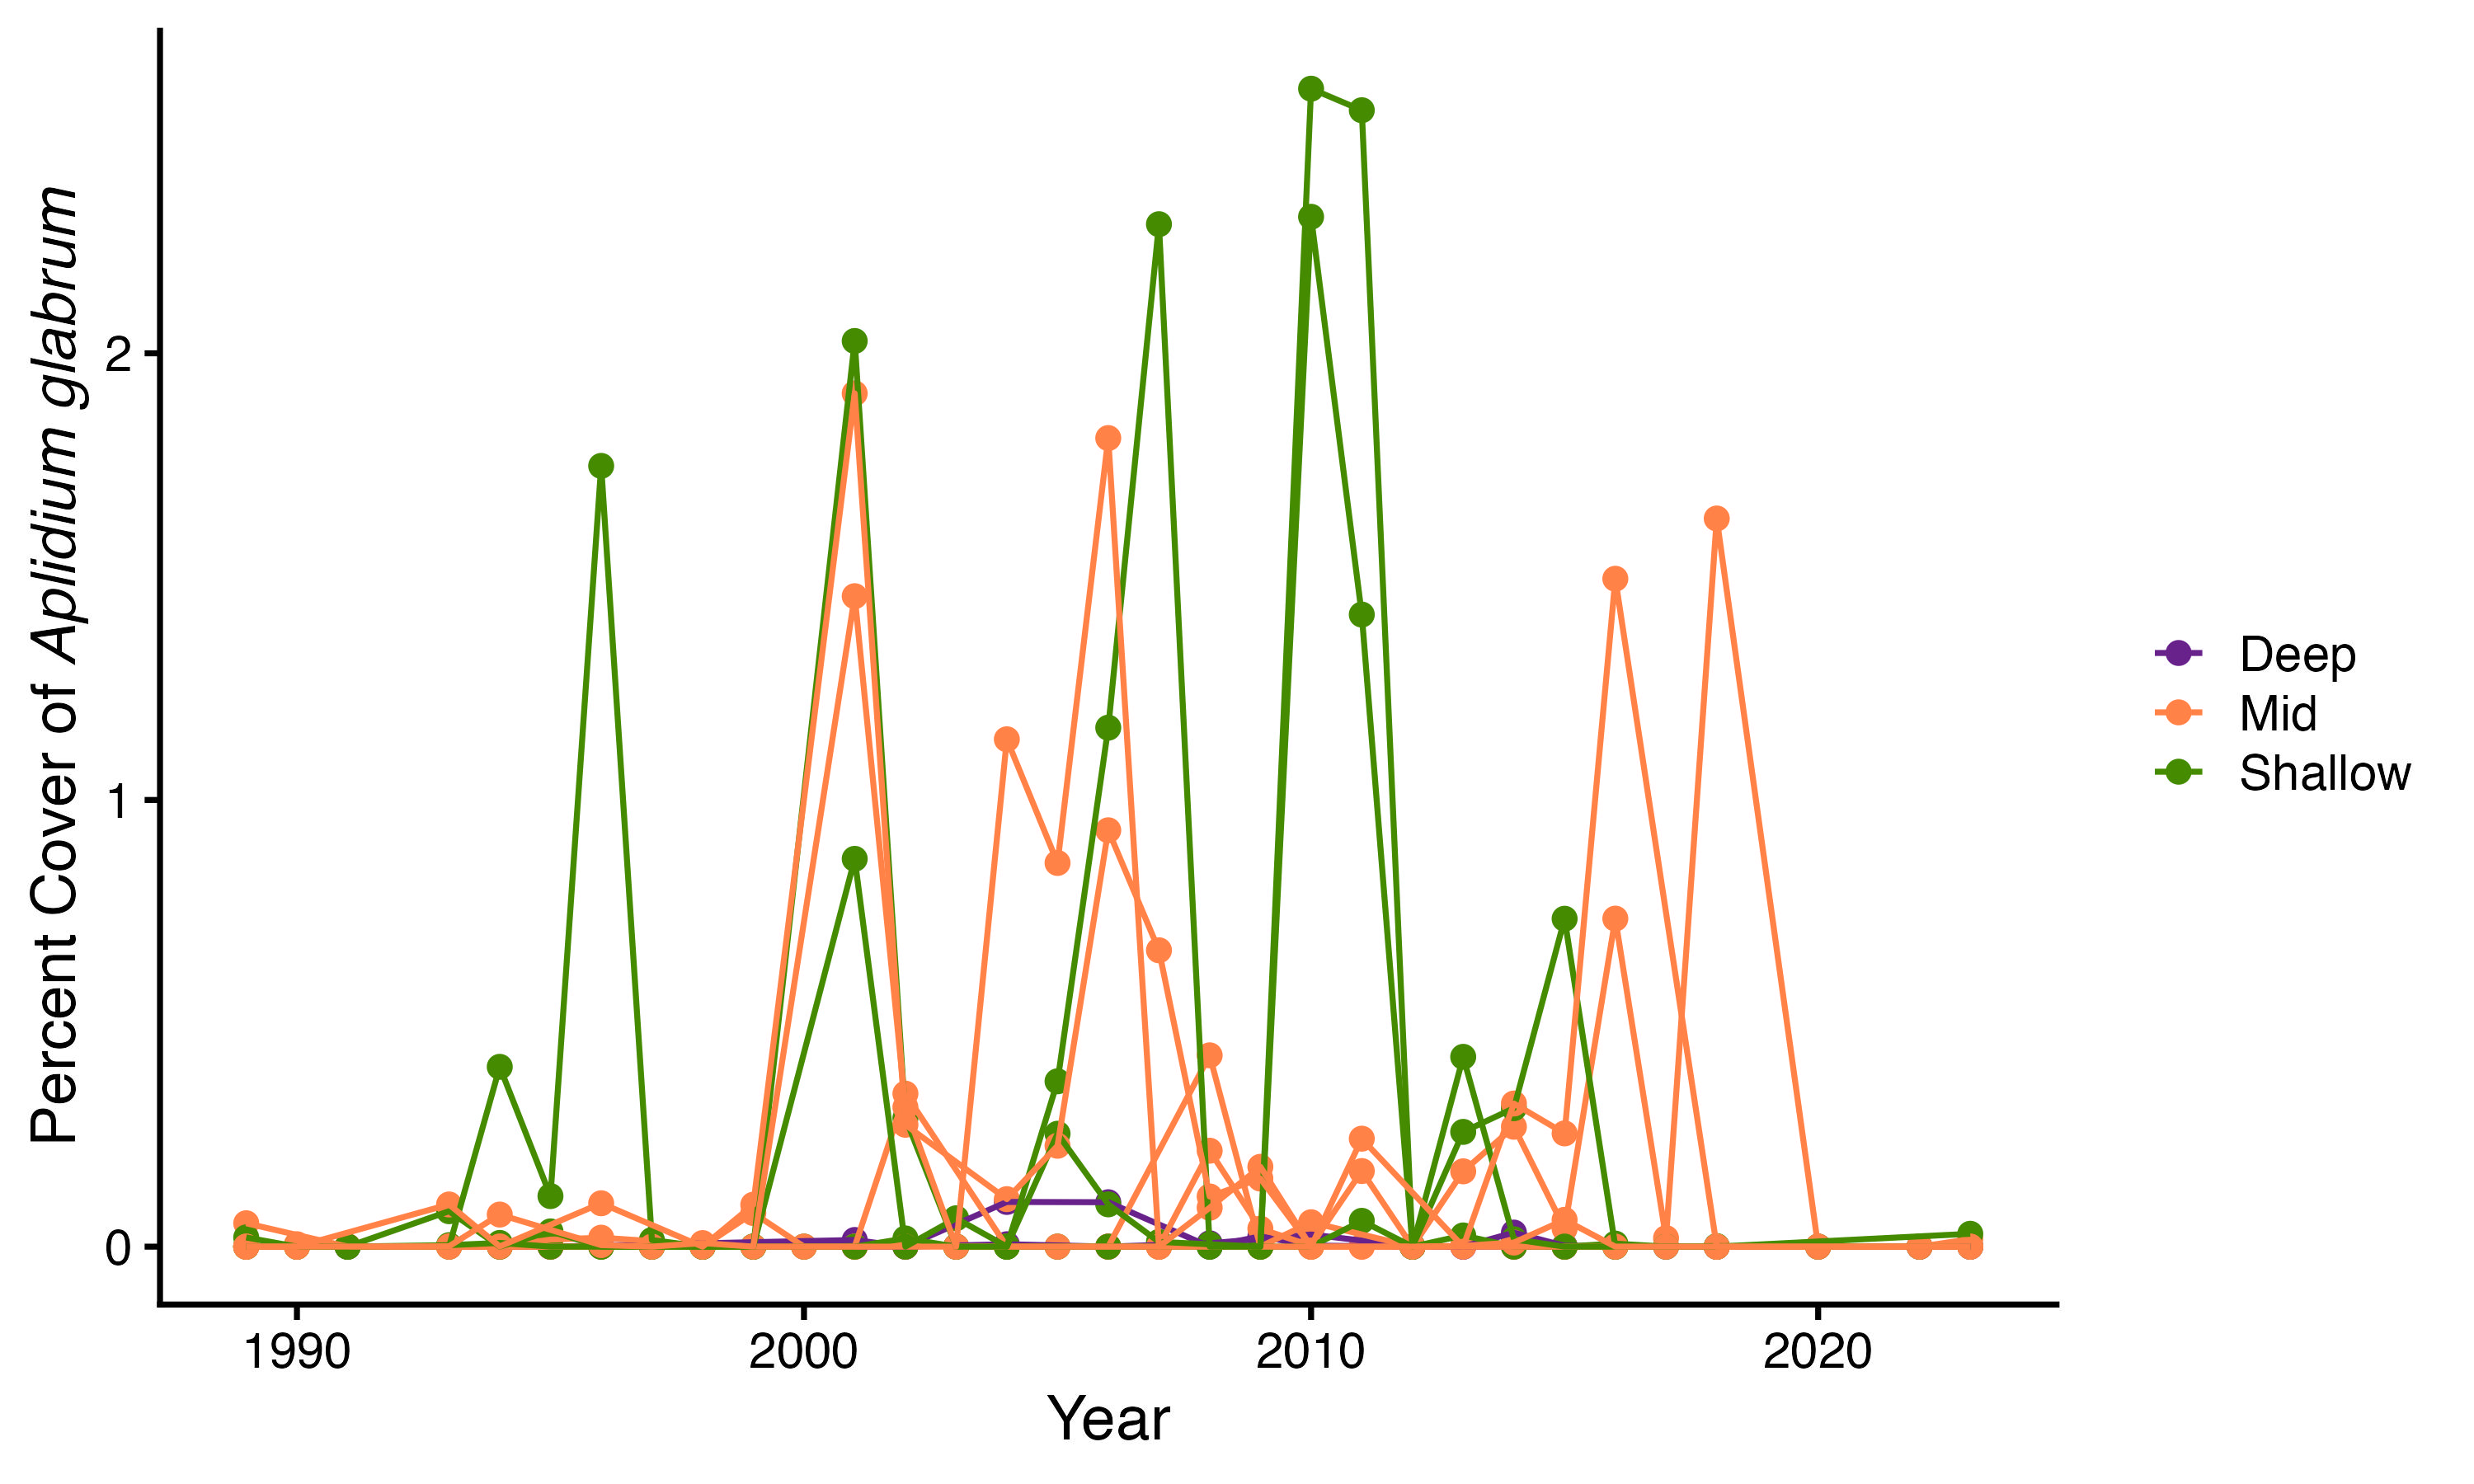 Percent Cover of Aplidium glabrum
2
1
0
1990
2000
2010
2020
Year
Deep
Mid
Shallow